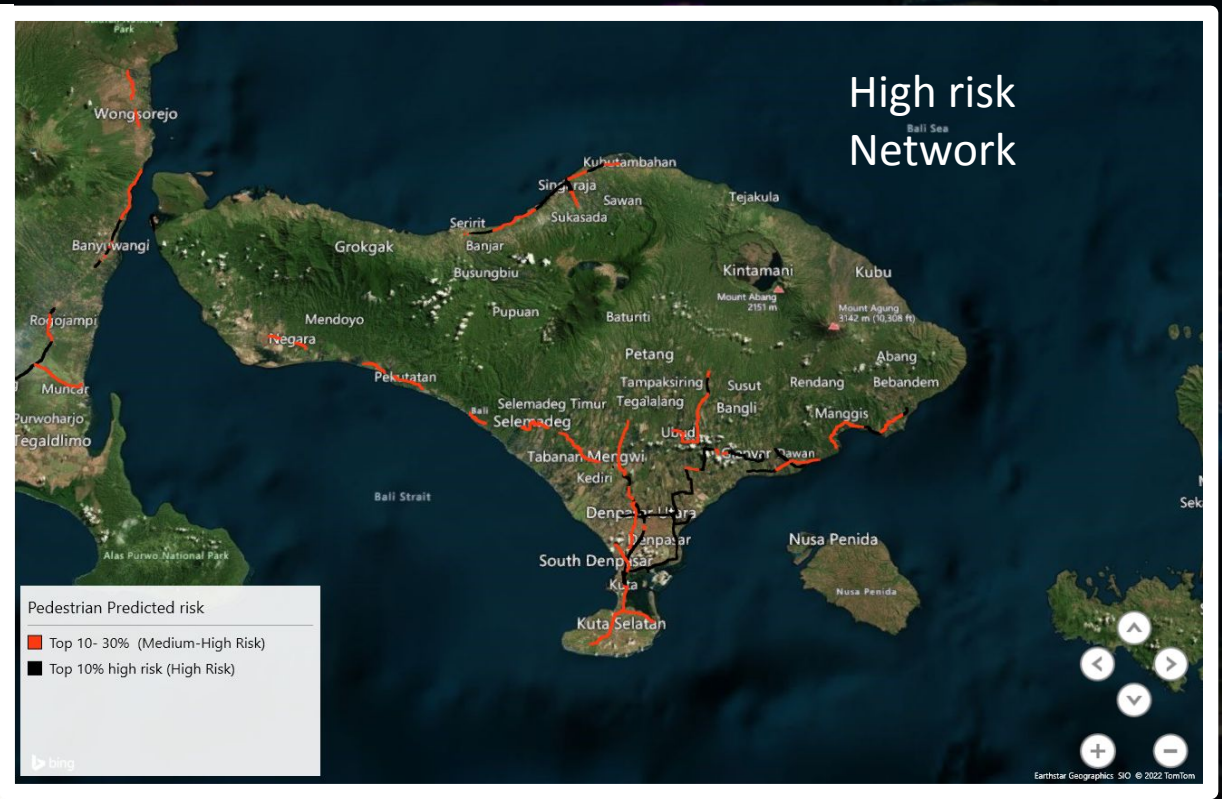 Park
High risk
Network
Bali Sea
Wongsorejo
Kubutambahan
Singaraja
Sawan
Tejakula
Sukasada
Seririt
Banyuwangi
Grokgak
Banjar
Busungbiu
Kintamani
Kubu
Mount Abang
2151 m
Mount Agung
3142 m (10,308 ft)
Pupuan
Baturiti
Rogojampi
Mendoyo
Negara
Petang
Abang
Muncar
Pekutatan
Tampaksiring
Susut
Rendang
Bebandem
Tegalalang
Bangli
Selemadeg Timur
Bali
Selemadeg
Manggis
Purwoharjo
Tegaldlimo
Ubud
Gianyar
Dawan
Tabanan
Mengwi
Kediri
Bali Strait
Denpasar Utara
Denpasar
Nusa Penida
Alas Purwo National Park
South Denpasar
Kuta
Nusa Penida
Kuta Selatan
Pedestrian Predicted risk
Top 10- 30% (Medium-High Risk)
Top 10% high risk (High Risk)
bing
Earthstar Geographics SIO © 2022 TomTom